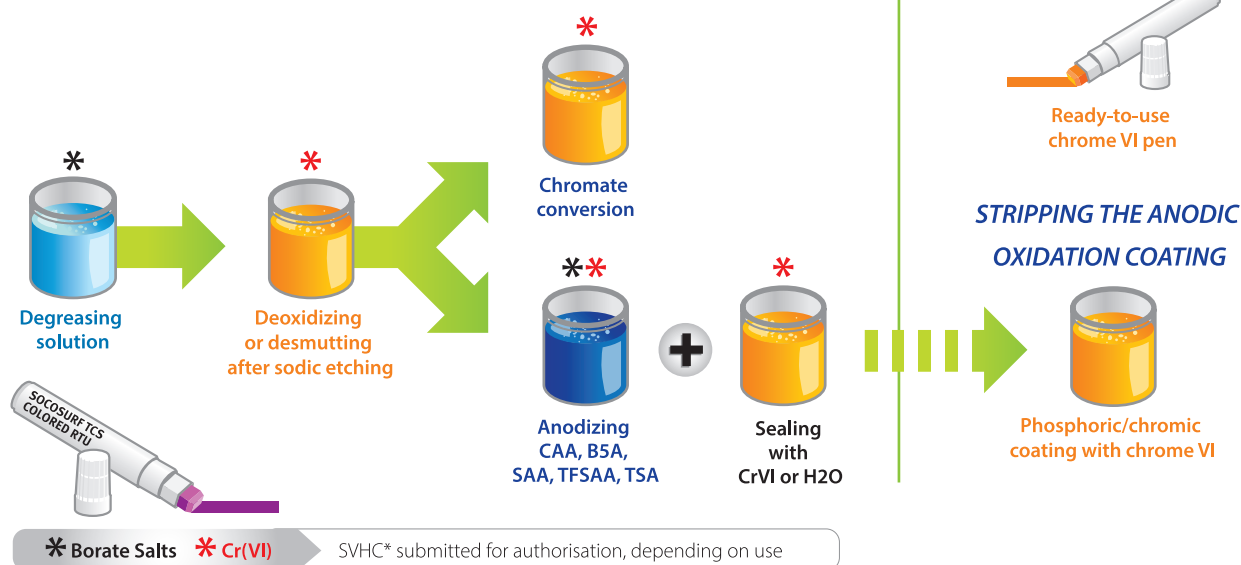 *
Chromate
conversion
*
Degreasing
solution
*
Deoxidizing
or desmutting
after sodic etching
**
Anodizing
CAA, B5A,
SAA, TFSAA, TSA
+
*
Sealing
with
CrVI or H2O
Ready-to-use
chrome VI pen
STRIPPING THE ANODIC
OXIDATION COATING
Phosphoric/chromic
coating with chrome VI
SOCOSURF TCS
COLORED RTU
* Borate Salts * Cr(VI) SVHC* submitted for authorisation, depending on use